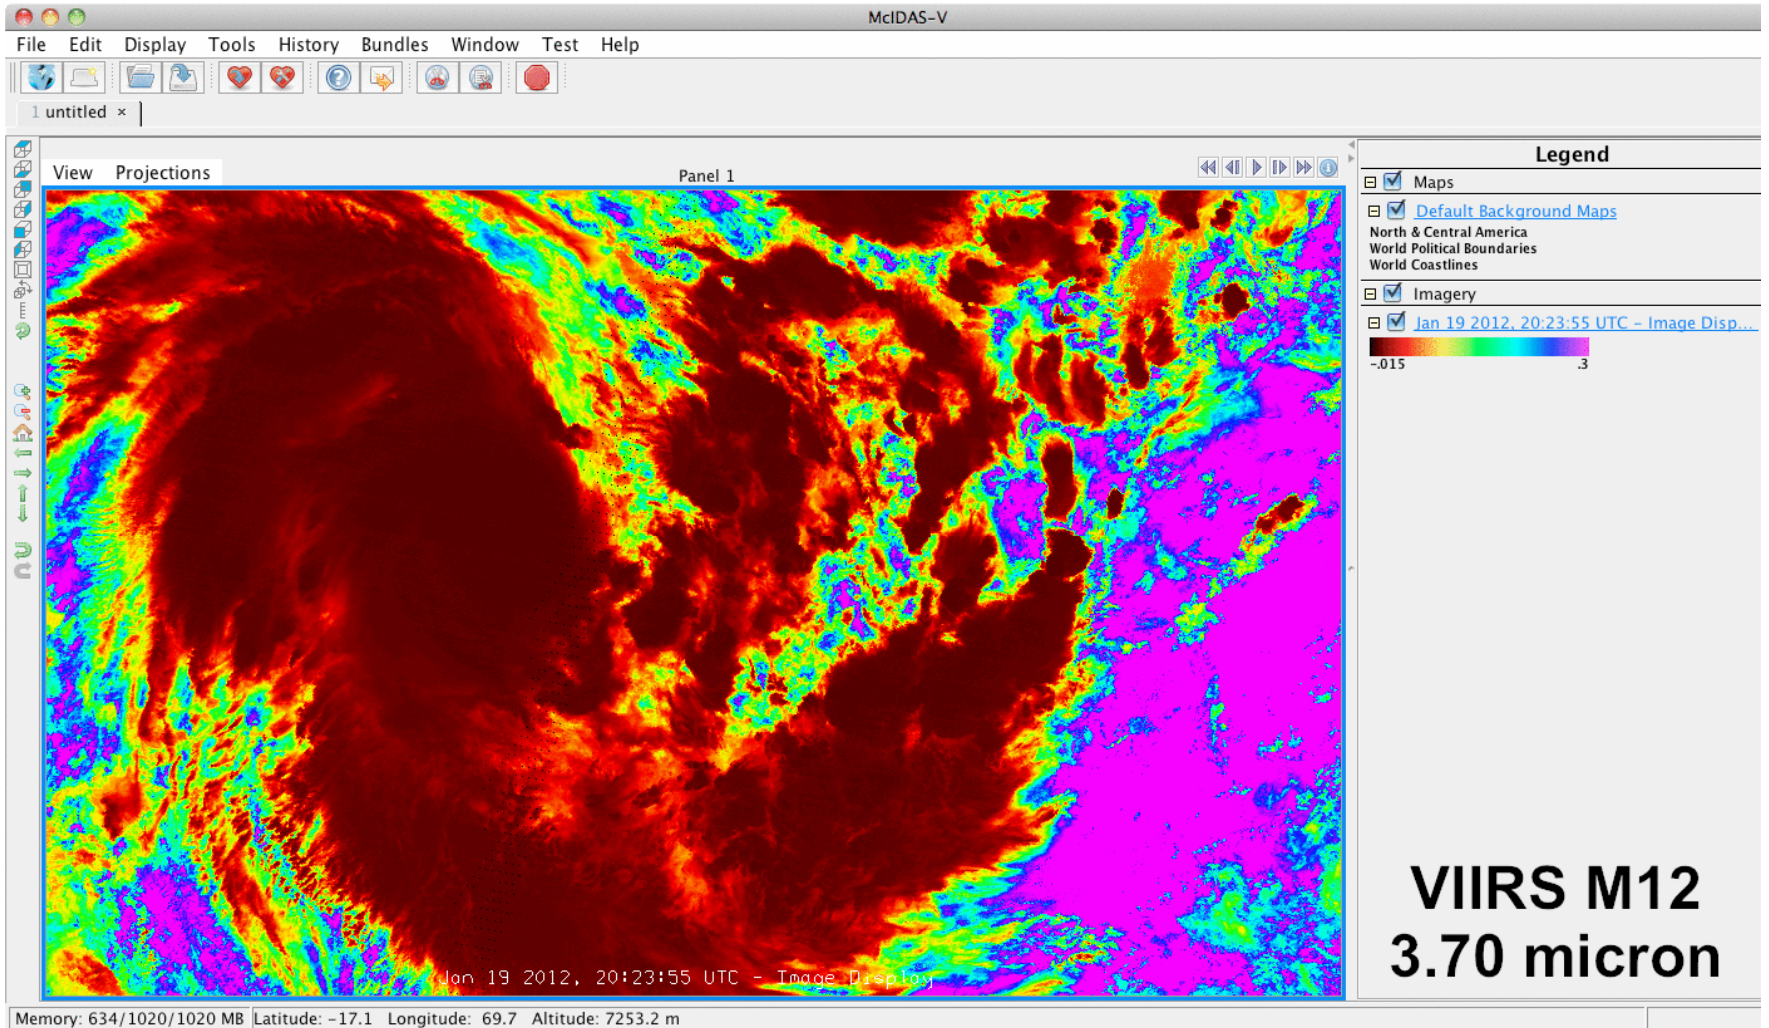 McIDAS-V
File Edit Display Tools History Bundles Window Test Help
1 untitled ×
View Projections
Panel 1
Legend
Maps
Default Background Maps
North & Central America
World Political Boundaries
World Coastlines
Imagery
Jan 19 2012, 20:23:55 UTC – Image Disp...
-.015 .3
VIIRS M12
3.70 micron
Jan 19 2012, 20:23:55 UTC - Image Display
Memory: 634/1020/1020 MB Latitude: -17.1 Longitude: 69.7 Altitude: 7253.2 m